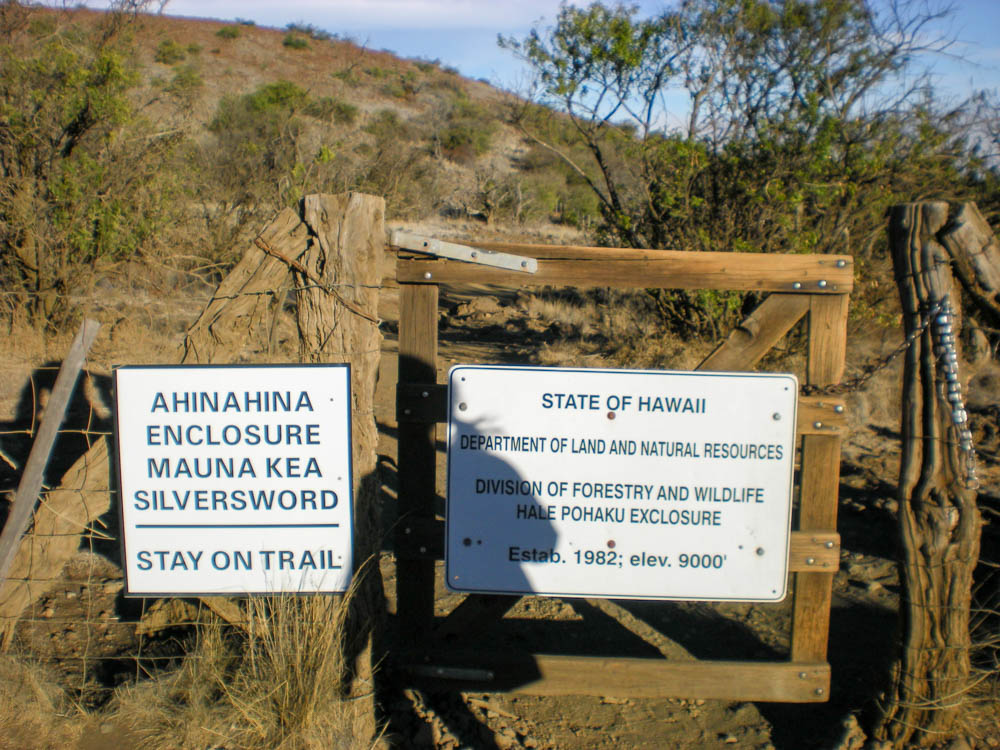 AHINAHINA
ENCLOSURE
MAUNA KEA
SILVERSWORD
STAY ON TRAIL
STATE OF HAWAII
DEPARTMENT OF LAND AND NATURAL RESOURCES
DIVISION OF FORESTRY AND WILDLIFE
HALE POHAKU EXCLOSURE
Estab. 1982; elev. 9000'